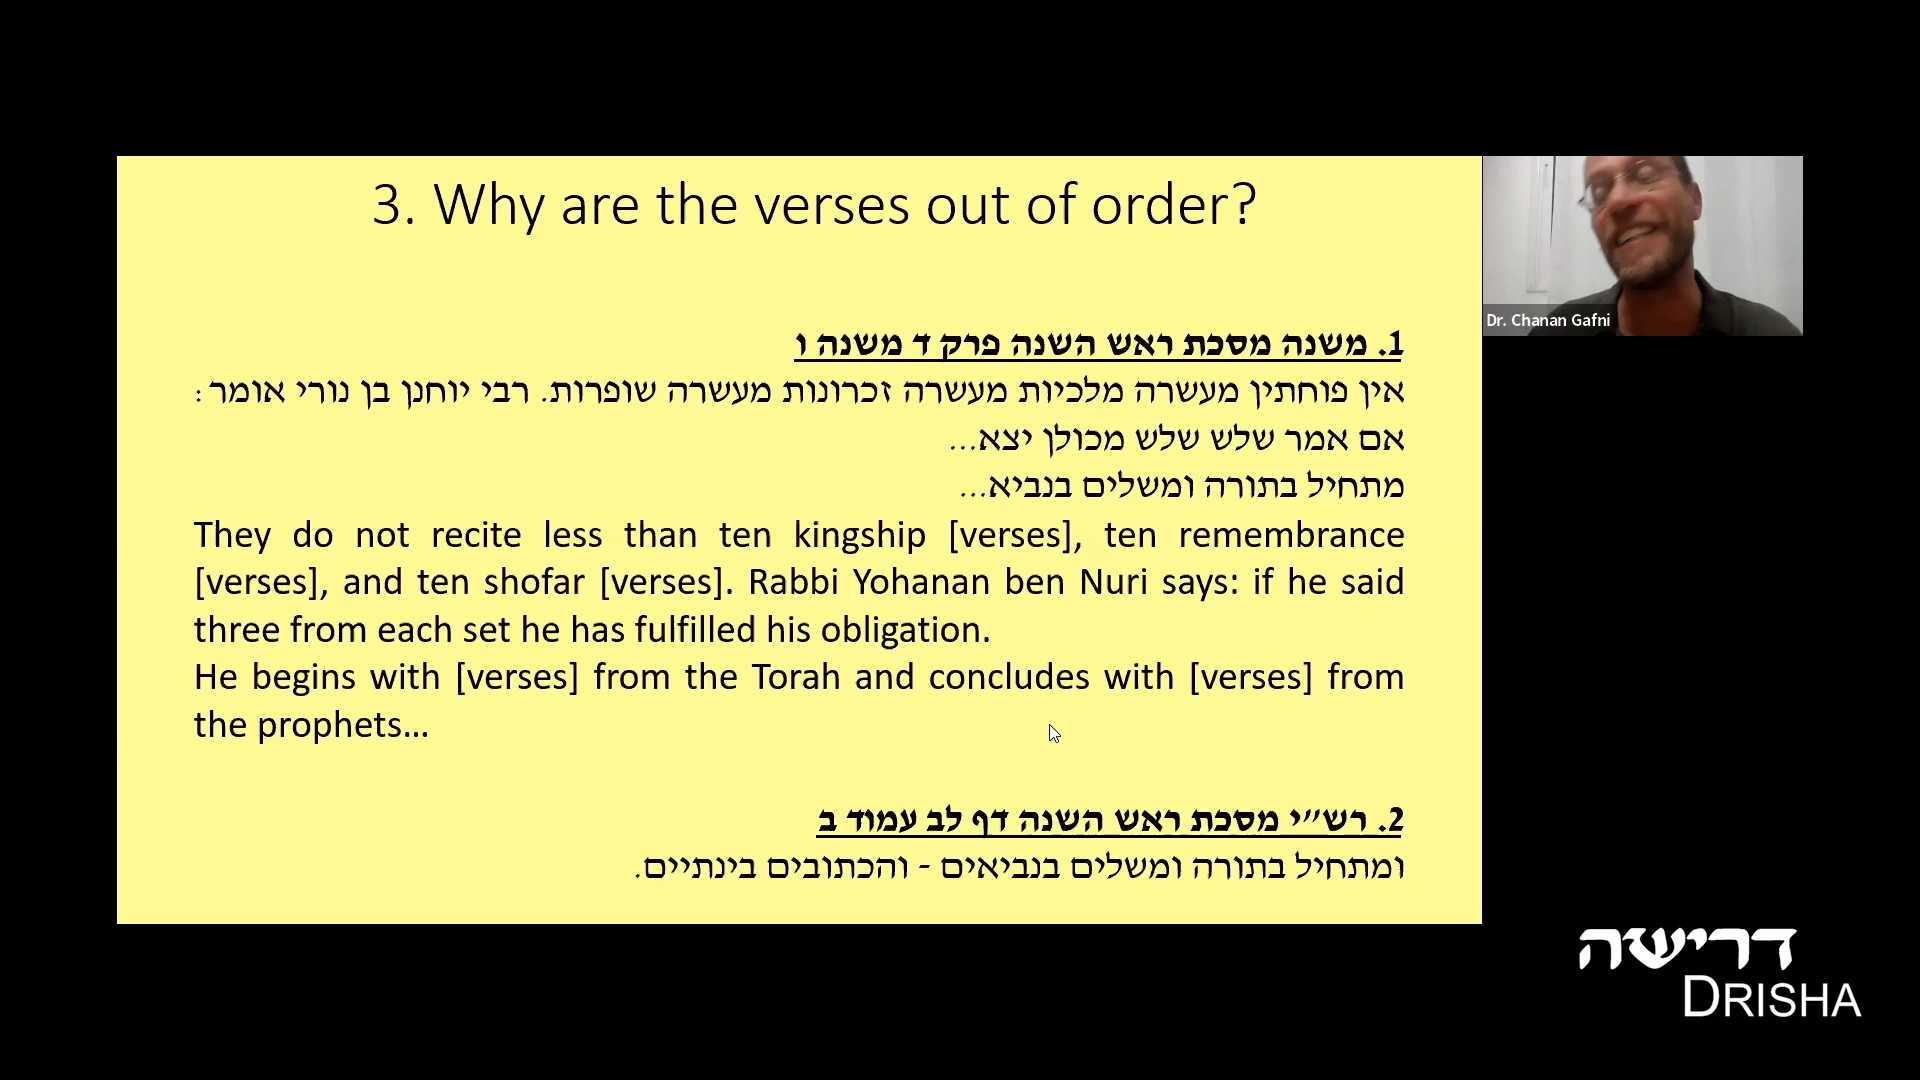 3. Why are the verses out of order?
1. משנה מסכת ראש השנה פרק ד משנה ו
אין פוחתין מעשרה מלכיות מעשרה זכרונות מעשרה שופרות. רבי יוחנן בן נורי אומר:
אם אמר שלש שלש מכולן יצא...
מתחיל בתורה ומשלים בנביא...
They do not recite less than ten kingship [verses], ten remembrance
[verses], and ten shofar [verses]. Rabbi Yohanan ben Nuri says: if he said
three from each set he has fulfilled his obligation.
He begins with [verses] from the Torah and concludes with [verses] from
the prophets...
2. רש״י מסכת ראש השנה דף לב עמוד ב
ומתחיל בתורה ומשלים בנביאים - והכתובים בינתיים.
Dr. Chanan Gafni
דרישה
DRISHA